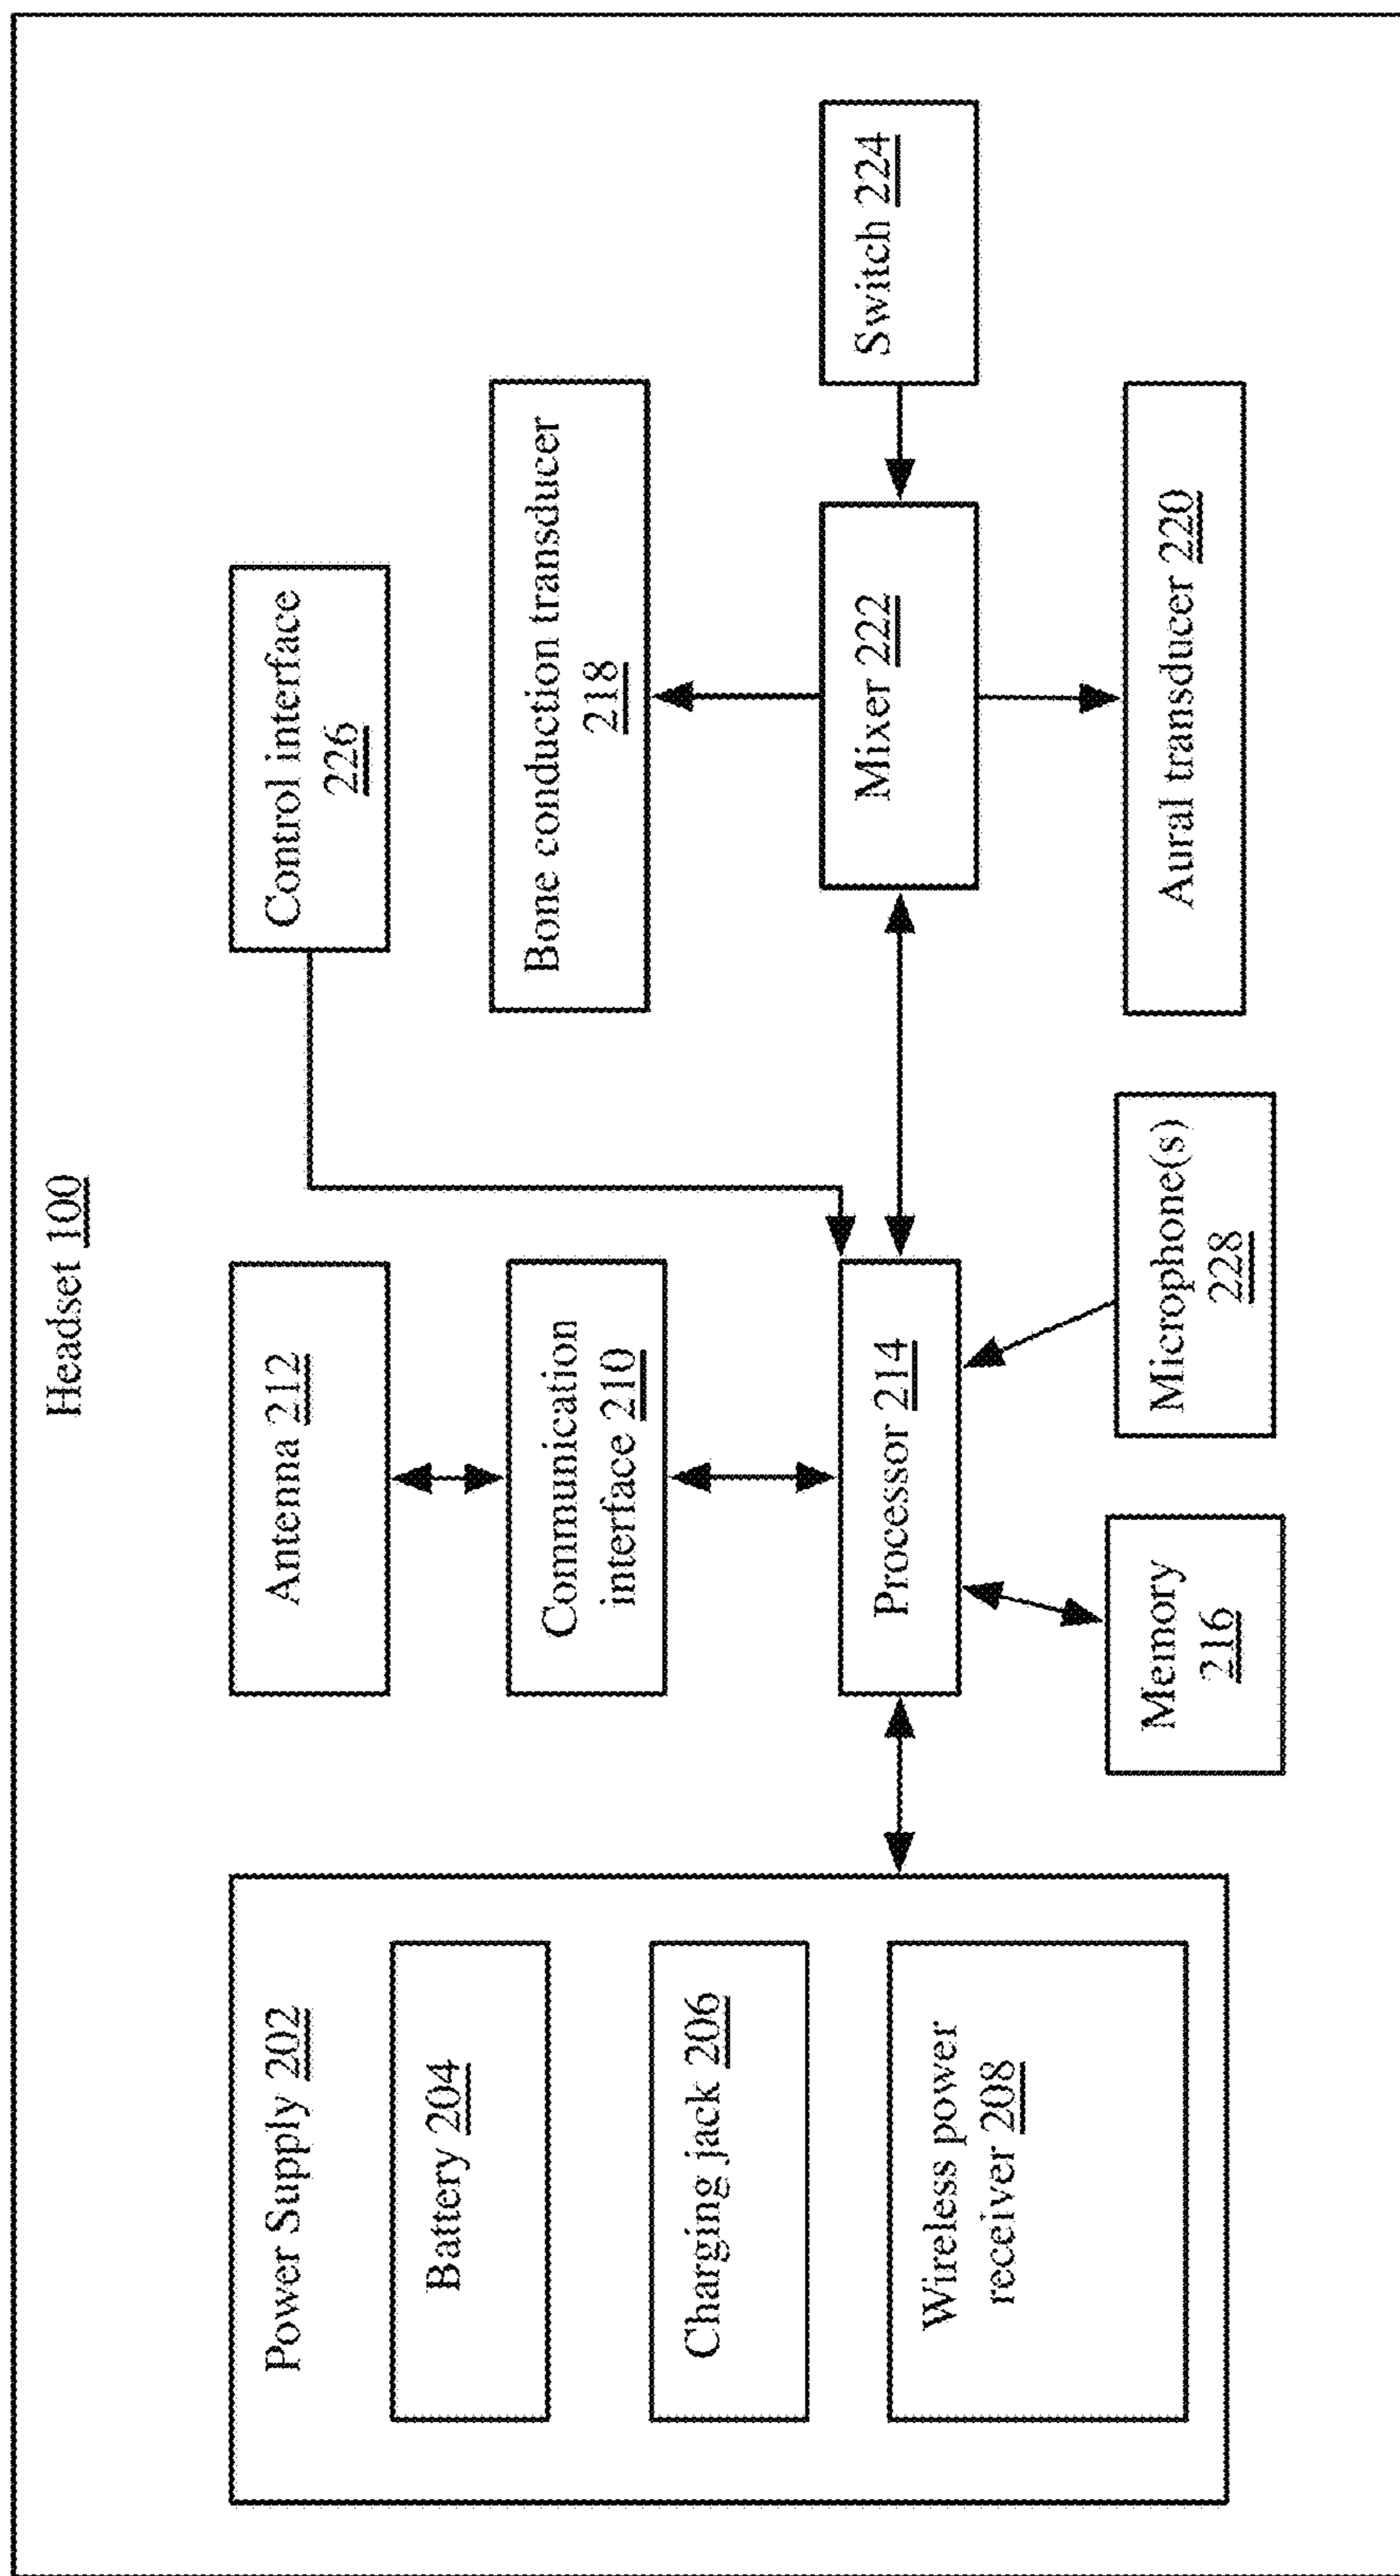 Headset 100
Power Supply 202
Battery 204
Charging jack 206
Wireless power
receiver 208
Antenna 212
Communication
interface 210
Processor 214
Memory
216
Microphone(s)
228
Control interface
226
Bone conduction transducer
218
Mixer 222
Switch 224
Aural transducer 220